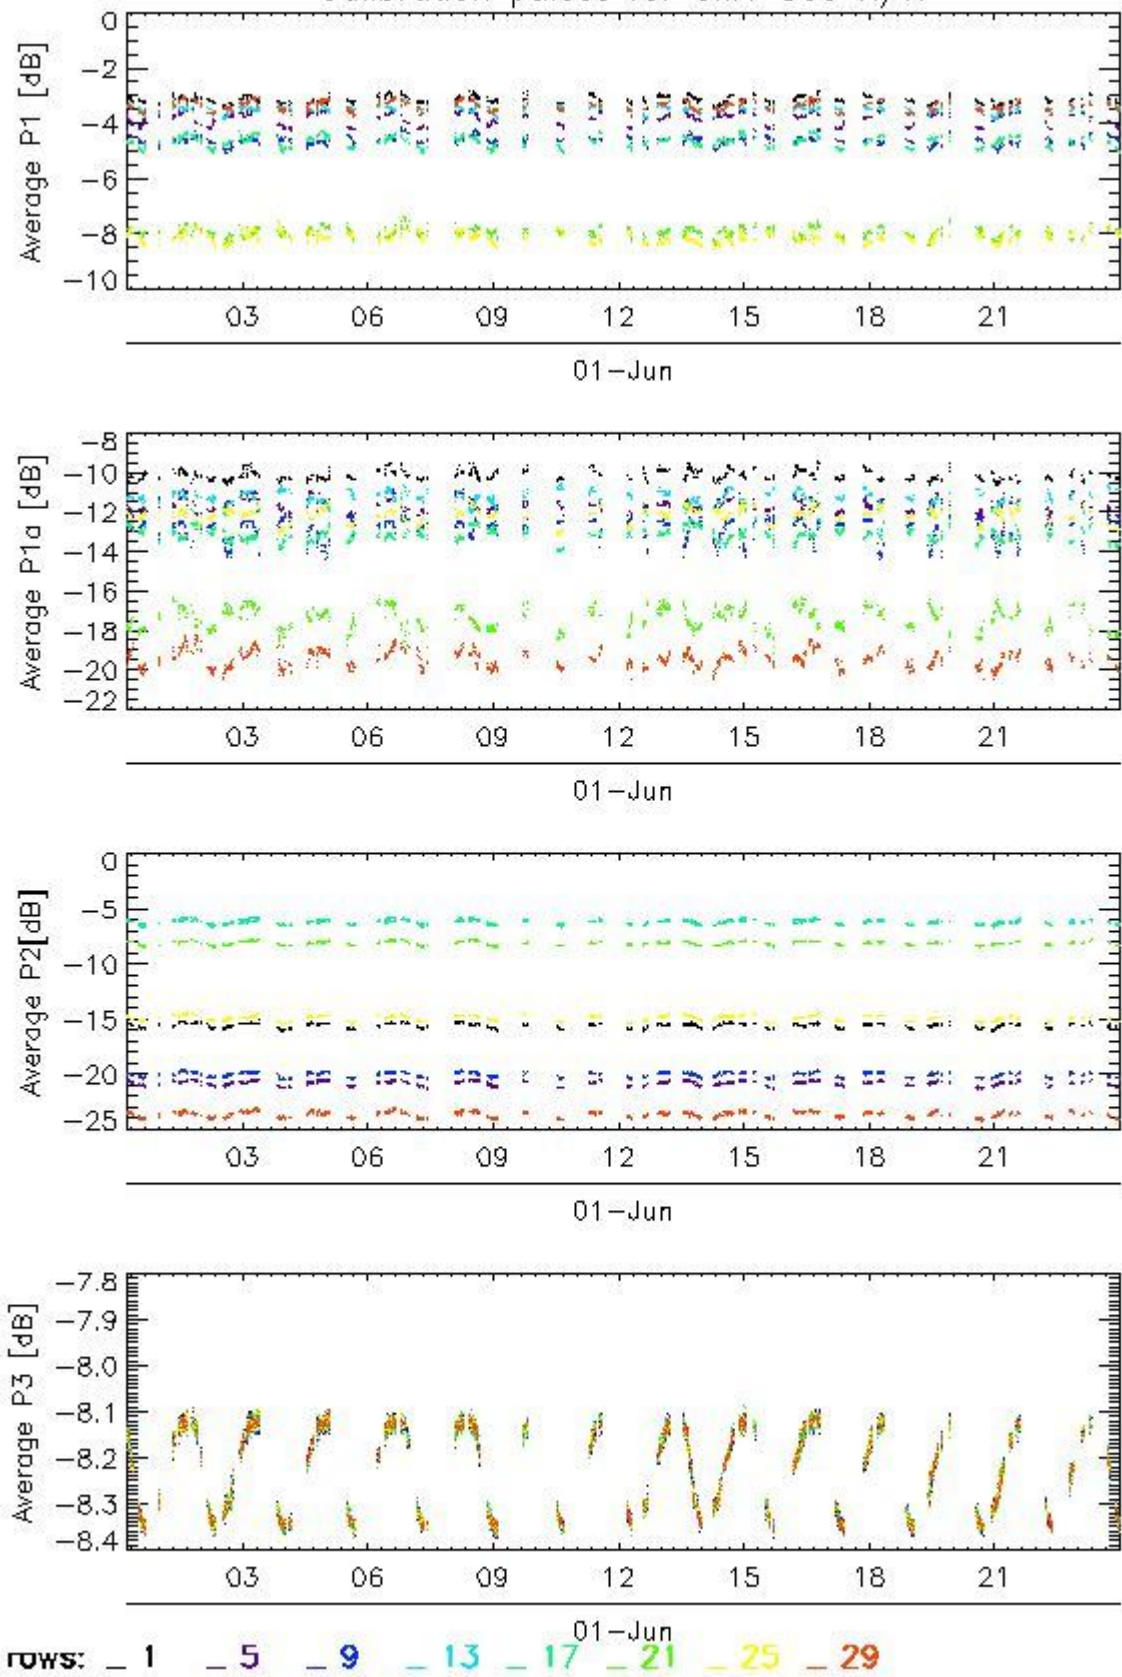 0
−2
−4
−6
−8
−10
Average P1 [dB]
03 06 09 12 15 18 21
01−Jun
−8
−10
−12
−14
−16
−18
−20
−22
Average P1a [dB]
03 06 09 12 15 18 21
01−Jun
0
−5
−10
−15
−20
−25
Average P2[dB]
03 06 09 12 15 18 21
01−Jun
−7.8
−7.9
−8.0
−8.1
−8.2
−8.3
−8.4
Average P3 [dB]
03 06 09 12 15 18 21
01−Jun
rows: _ 1 _ 5 _ 9 _ 13 _ 17 _ 21 _ 25 _ 29